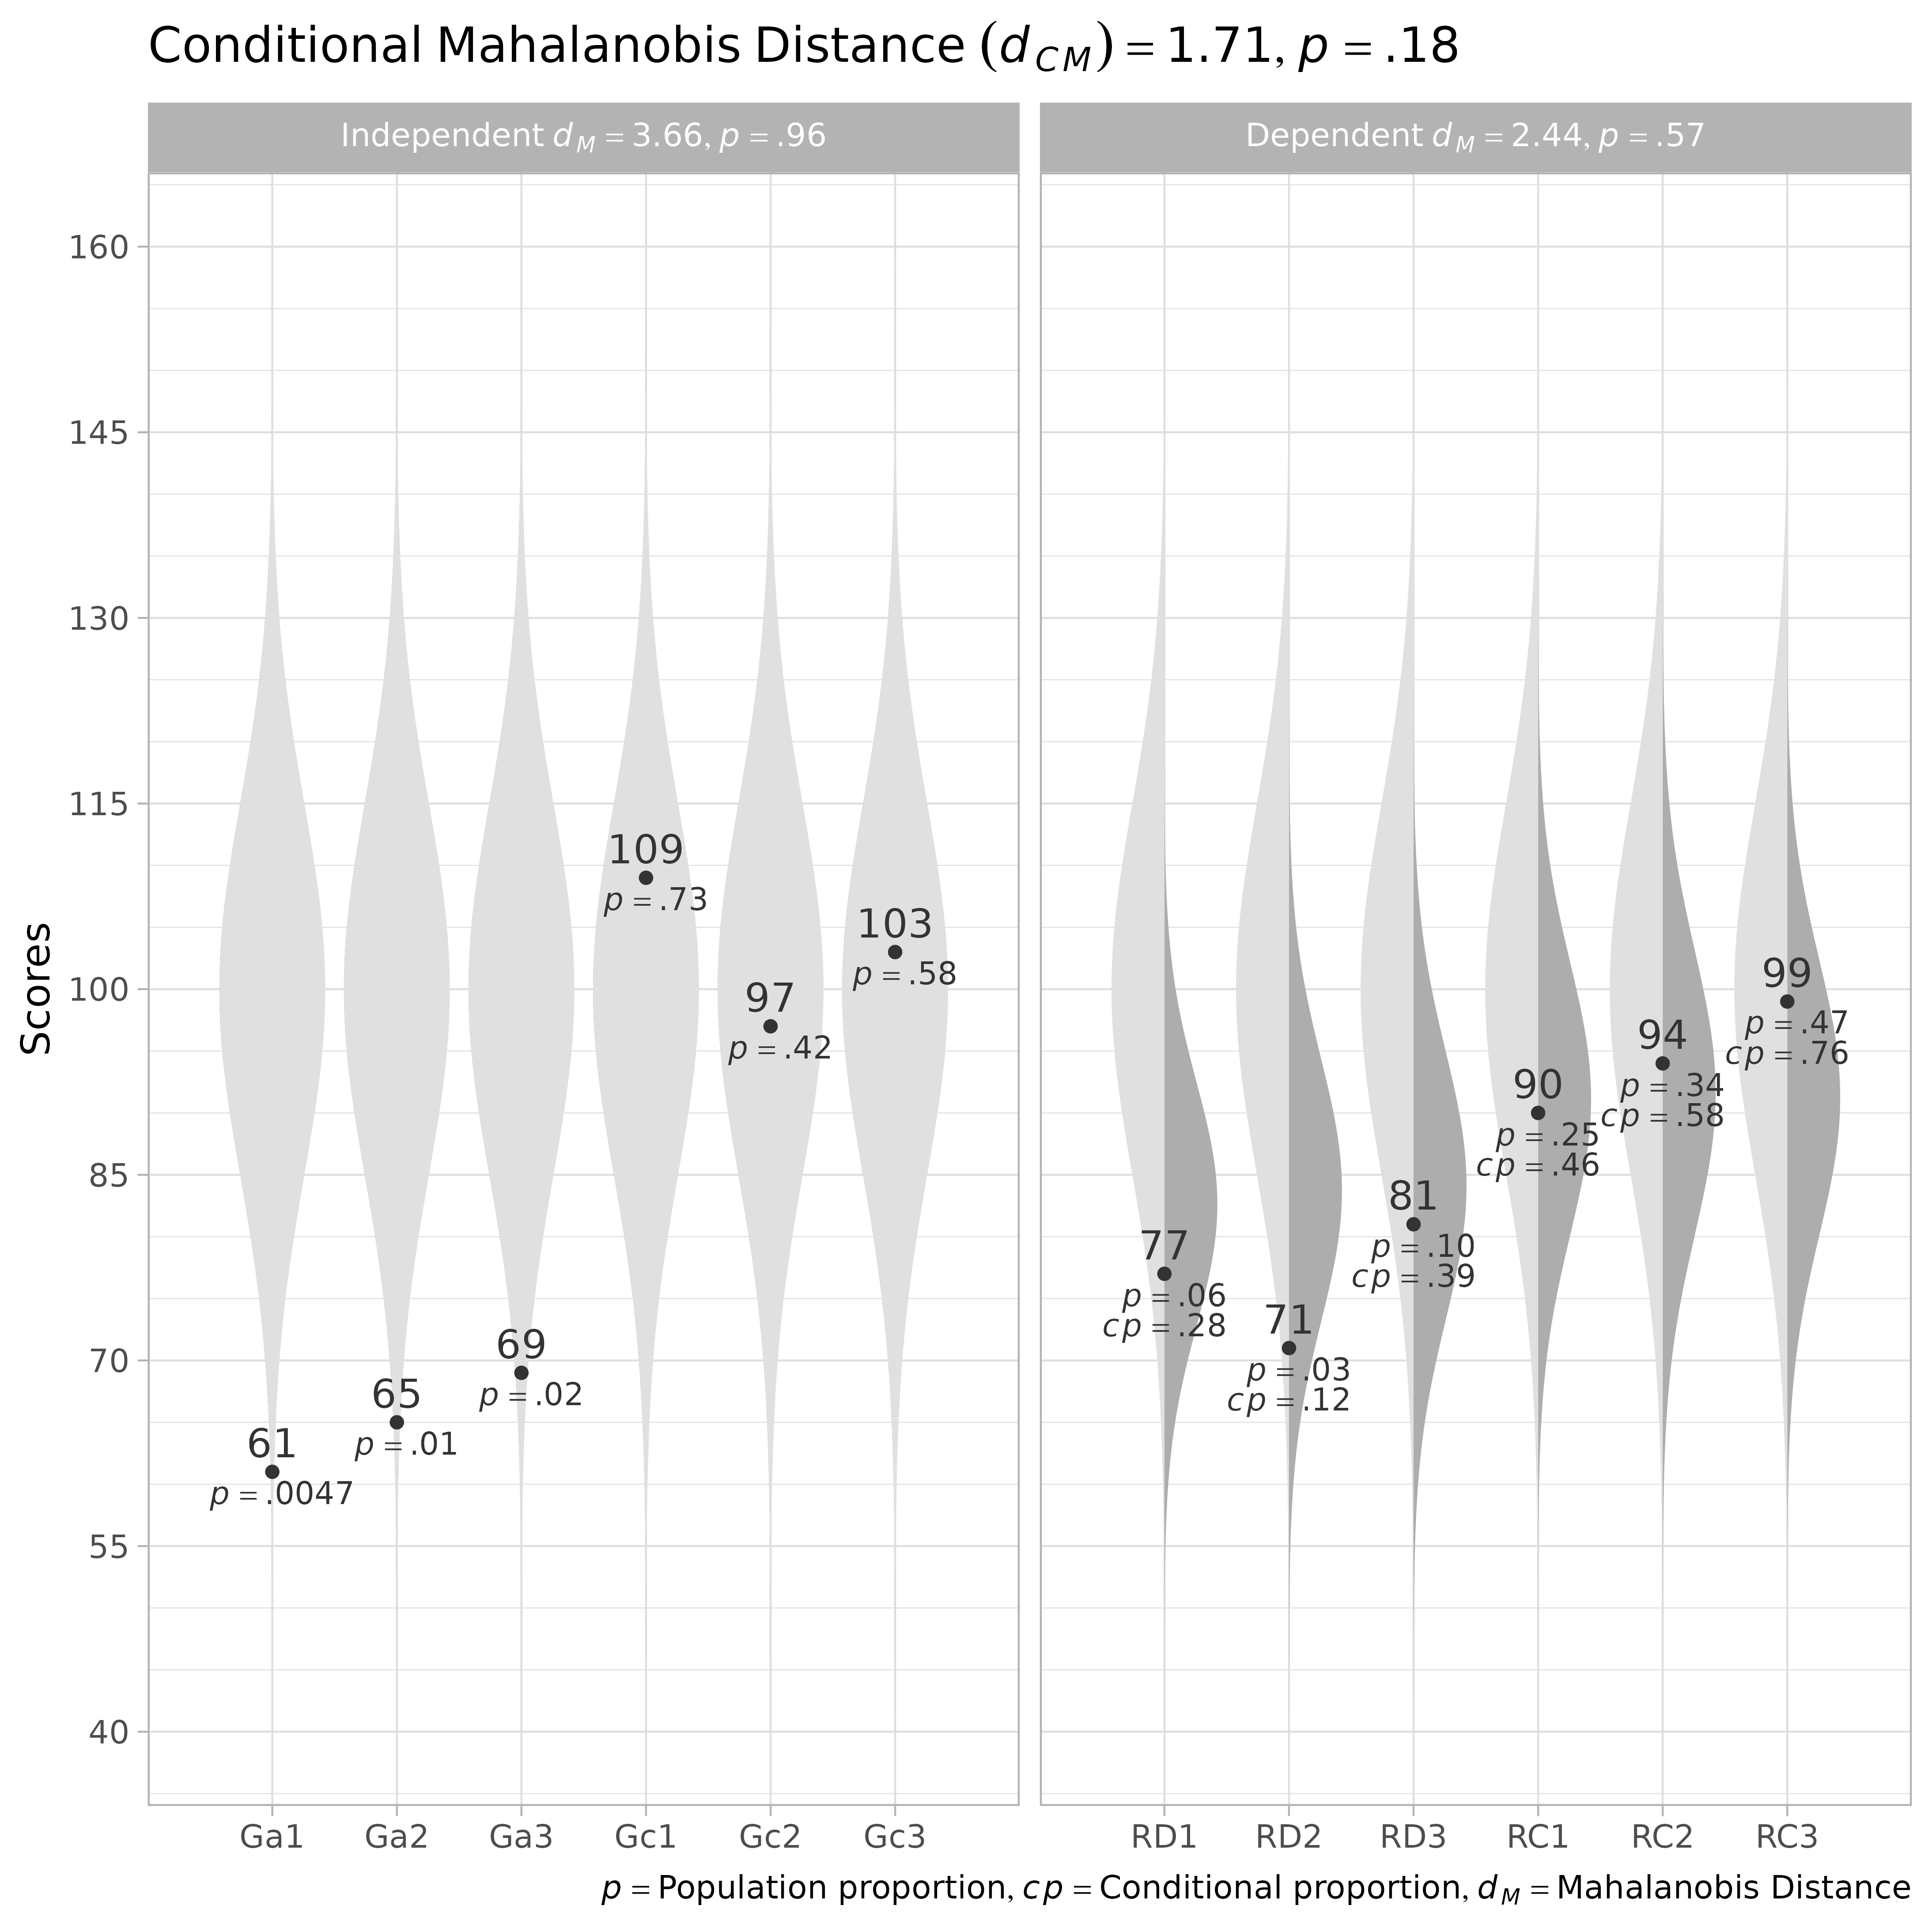 Conditional Mahalanobis Distance (d_CM) = 1.71, p = .18
Independent d_M = 3.66, p = .96
Dependent d_M = 2.44, p = .57
Scores
160
145
130
115
100
85
70
55
40
61
p = .0047
65
p = .01
69
p = .02
109
p = .73
97
p = .42
103
p = .58
77
p = .06
cp = .28
71
p = .03
cp = .12
81
p = .10
cp = .39
90
p = .25
cp = .46
94
p = .34
cp = .58
99
p = .47
cp = .76
Ga1 Ga2 Ga3 Gc1 Gc2 Gc3
RD1 RD2 RD3 RC1 RC2 RC3
p = Population proportion, cp = Conditional proportion, d_M = Mahalanobis Distance